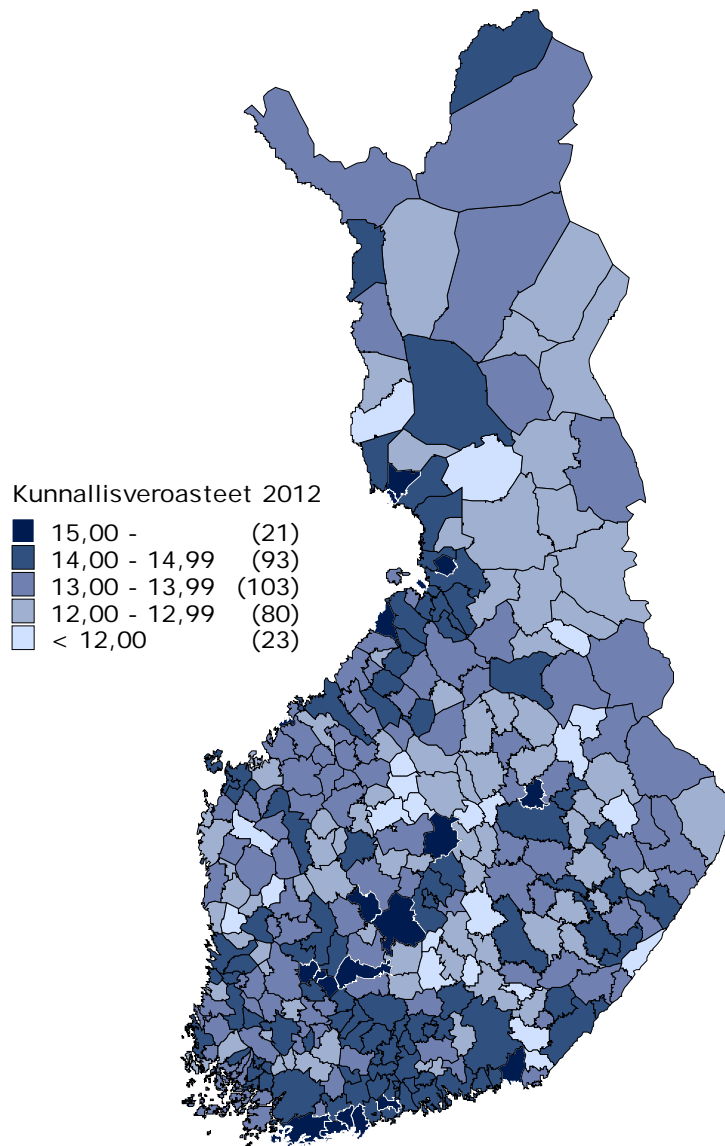 Kunnallisveroasteet 2012
15,00 - (21)
14,00 - 14,99 (93)
13,00 - 13,99 (103)
12,00 - 12,99 (80)
< 12,00 (23)